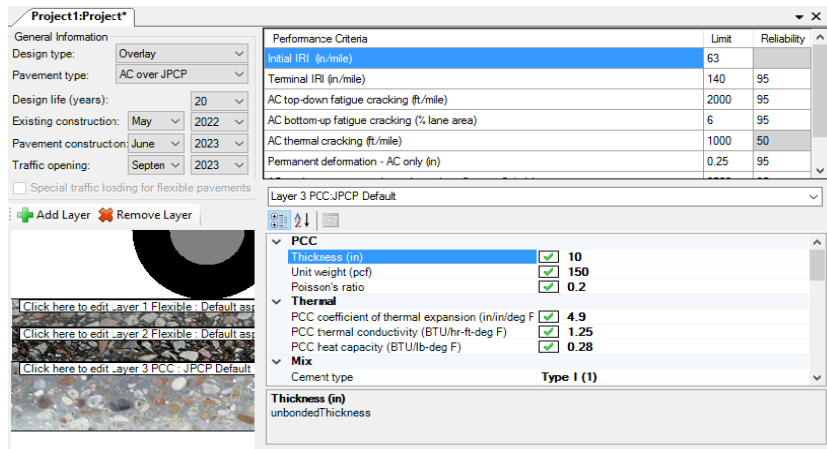 Project1:Project*
General Information
Design type: Overlay
Pavement type: AC over JPCP
Design life (years): 20
Existing construction: May 2022
Pavement construction: June 2023
Traffic opening: Septen 2023
Special traffic loading for flexible pavements
Add Layer Remove Layer
Click here to edit Layer 1 Flexible : Default asp
Click here to edit Layer 2 Flexible : Default asp
Click here to edit Layer 3 PCC : JPCP Default
Performance Criteria Limit Reliability
Initial IRI (in/mile) 63
Terminal IRI (in/mile) 140 95
AC top-down fatigue cracking (ft/mile) 2000 95
AC bottom-up fatigue cracking (% lane area) 6 95
AC thermal cracking (ft/mile) 1000 50
Permanent deformation - AC only (in) 0.25 95
Layer 3 PCC:JPCP Default
PCC
Thickness (in) 10
Unit weight (pcf) 150
Poisson's ratio 0.2
Thermal
PCC coefficient of thermal expansion (in/in/deg F 4.9
PCC thermal conductivity (BTU/hr-ft-deg F) 1.25
PCC heat capacity (BTU/lb-deg F) 0.28
Mix
Cement type Type I (1)
Thickness (in)
unbondedThickness